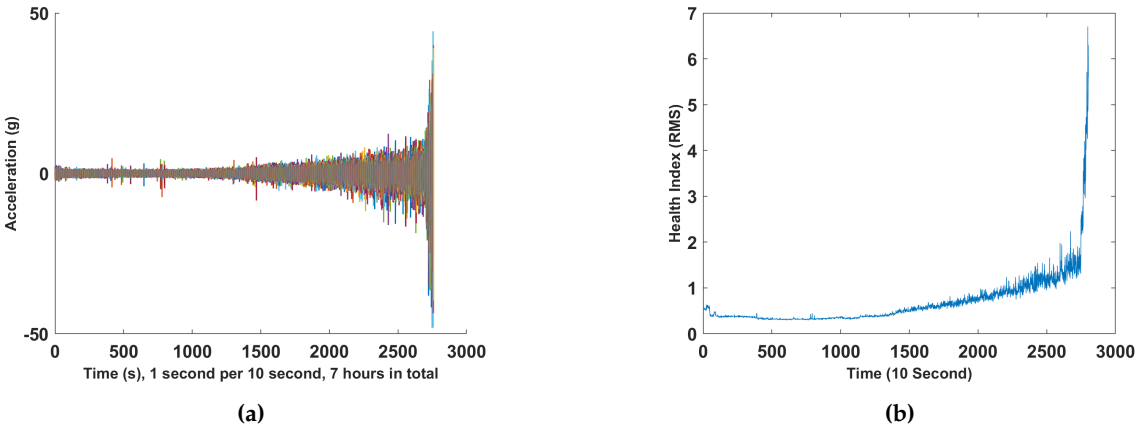 50
0
-50
Acceleration (g)
0 500 1000 1500 2000 2500 3000
Time (s), 1 second per 10 second, 7 hours in total
(a)
7
6
5
4
3
2
1
0
Health Index (RMS)
0 500 1000 1500 2000 2500 3000
Time (10 Second)
(b)